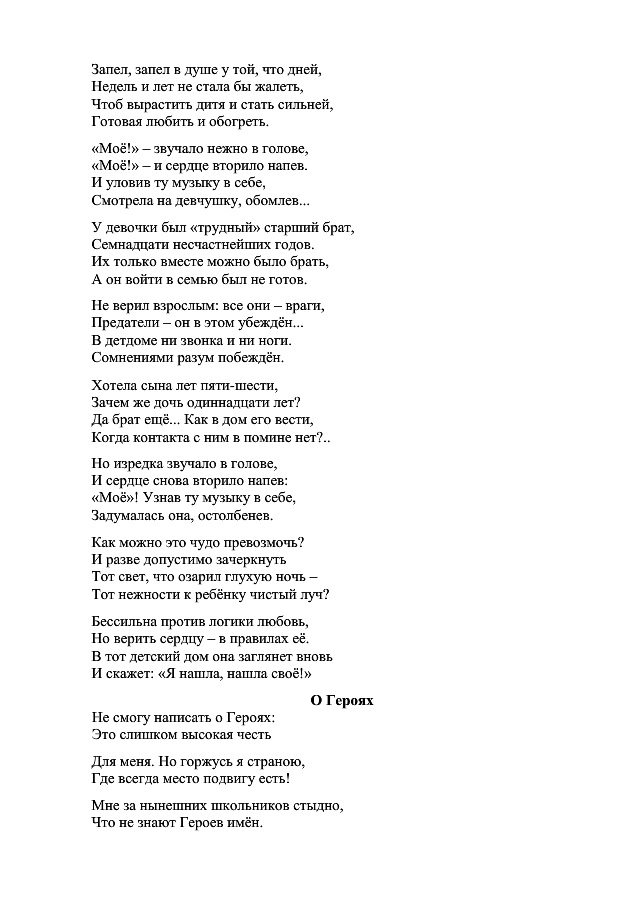 Запел, запел в душе у той, что дней,
Недель и лет не стала бы жалеть,
Чтоб вырастить дитя и стать сильней,
Готовая любить и обогреть.
«Моё!» – звучало нежно в голове,
«Моё!» – и сердце вторило напев.
И уловив ту музыку в себе,
Смотрела на девчушку, обомлев...
У девочки был «трудный» старший брат,
Семнадцати несчастнейших годов.
Их только вместе можно было брать,
А он войти в семью был не готов.
Не верил взрослым: все они – враги,
Предатели – он в этом убеждён...
В детдоме ни звонка и ни ноги.
Сомнениями разум побеждён.
Хотела сына лет пяти-шести,
Зачем же дочь одиннадцати лет?
Да брат ещё... Как в дом его вести,
Когда контакта с ним в помине нет?..
Но изредка звучало в голове,
И сердце снова вторило напев:
«Моё»! Узнав ту музыку в себе,
Задумалась она, остолбенев.
Как можно это чудо превозмочь?
И разве допустимо зачеркнуть
Тот свет, что озарил глухую ночь –
Тот нежности к ребёнку чистый луч?
Бессильна против логики любовь,
Но верить сердцу – в правилах её.
В тот детский дом она заглянет вновь
И скажет: «Я нашла, нашла своё!»
О Героях
Не смогу написать о Героях:
Это слишком высокая честь
Для меня. Но горжусь я страною,
Где всегда место подвигу есть!
Мне за нынешних школьников стыдно,
Что не знают Героев имён.